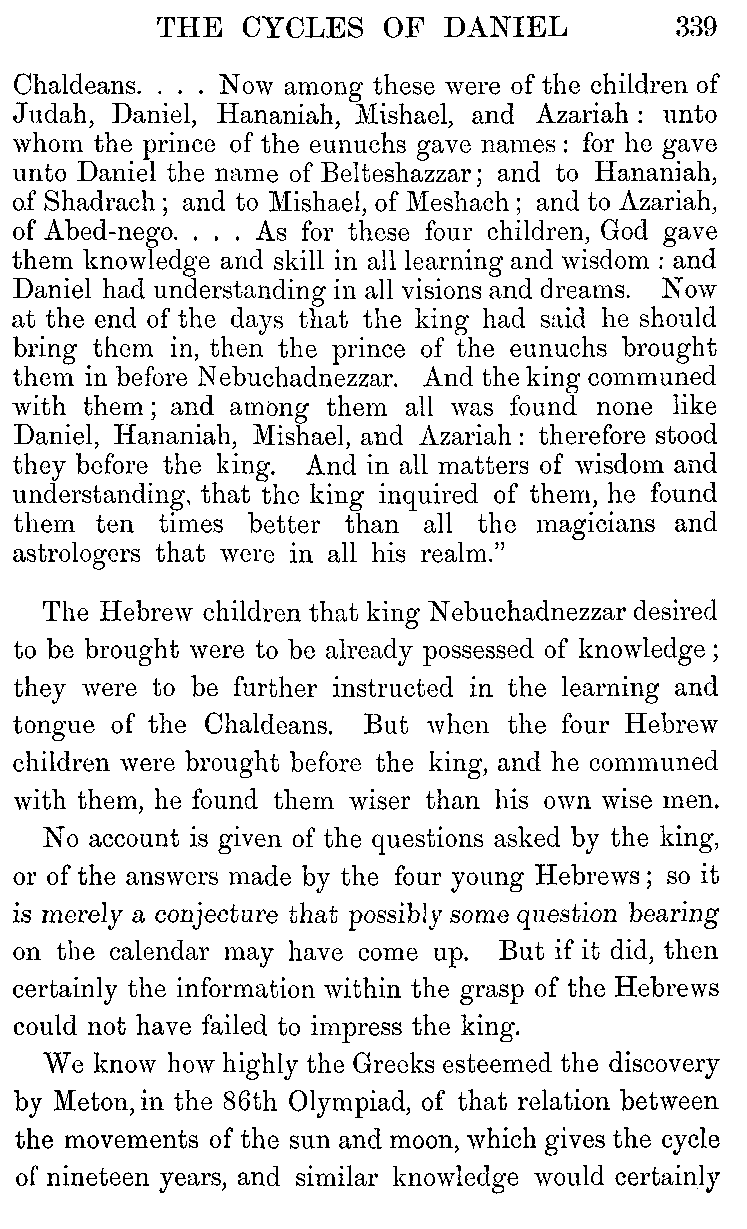 THE CYCLES OF DANIEL 339
Chaldeans. . . . Now among these were of the children of
Judah, Daniel, Hananiah, Mishael, and Azariah : unto
whom the prince of the eunuchs gave names : for he gave
unto Daniel the name of Belteshazzar ; and to Hananiah,
of Shadrach ; and to Mishael, of Meshach ; and to Azariah,
of Abed-nego. . . . As for these four children, God gave
them knowledge and skill in all learning and wisdom : and
Daniel had understanding in all visions and dreams. Now
at the end of the days that the king had said he should
bring them in, then the prince of the eunuchs brought
them in before Nebuchadnezzar. And the king communed
with them ; and among them all was found none like
Daniel, Hananiah, Mishael, and Azariah : therefore stood
they before the king. And in all matters of wisdom and
understanding, that the king inquired of them, he found
them ten times better than all the magicians and
astrologers that were in all his realm.”
The Hebrew children that king Nebuchadnezzar desired
to be brought were to be already possessed of knowledge ;
they were to be further instructed in the learning and
tongue of the Chaldeans. But when the four Hebrew
children were brought before the king, and he communed
with them, he found them wiser than his own wise men.
No account is given of the questions asked by the king,
or of the answers made by the four young Hebrews ; so it
is merely a conjecture that possibly some question bearing
on the calendar may have come up. But if it did, then
certainly the information within the grasp of the Hebrews
could not have failed to impress the king.
We know how highly the Greeks esteemed the discovery
by Meton, in the 86th Olympiad, of that relation between
the movements of the sun and moon, which gives the cycle
of nineteen years, and similar knowledge would certainly